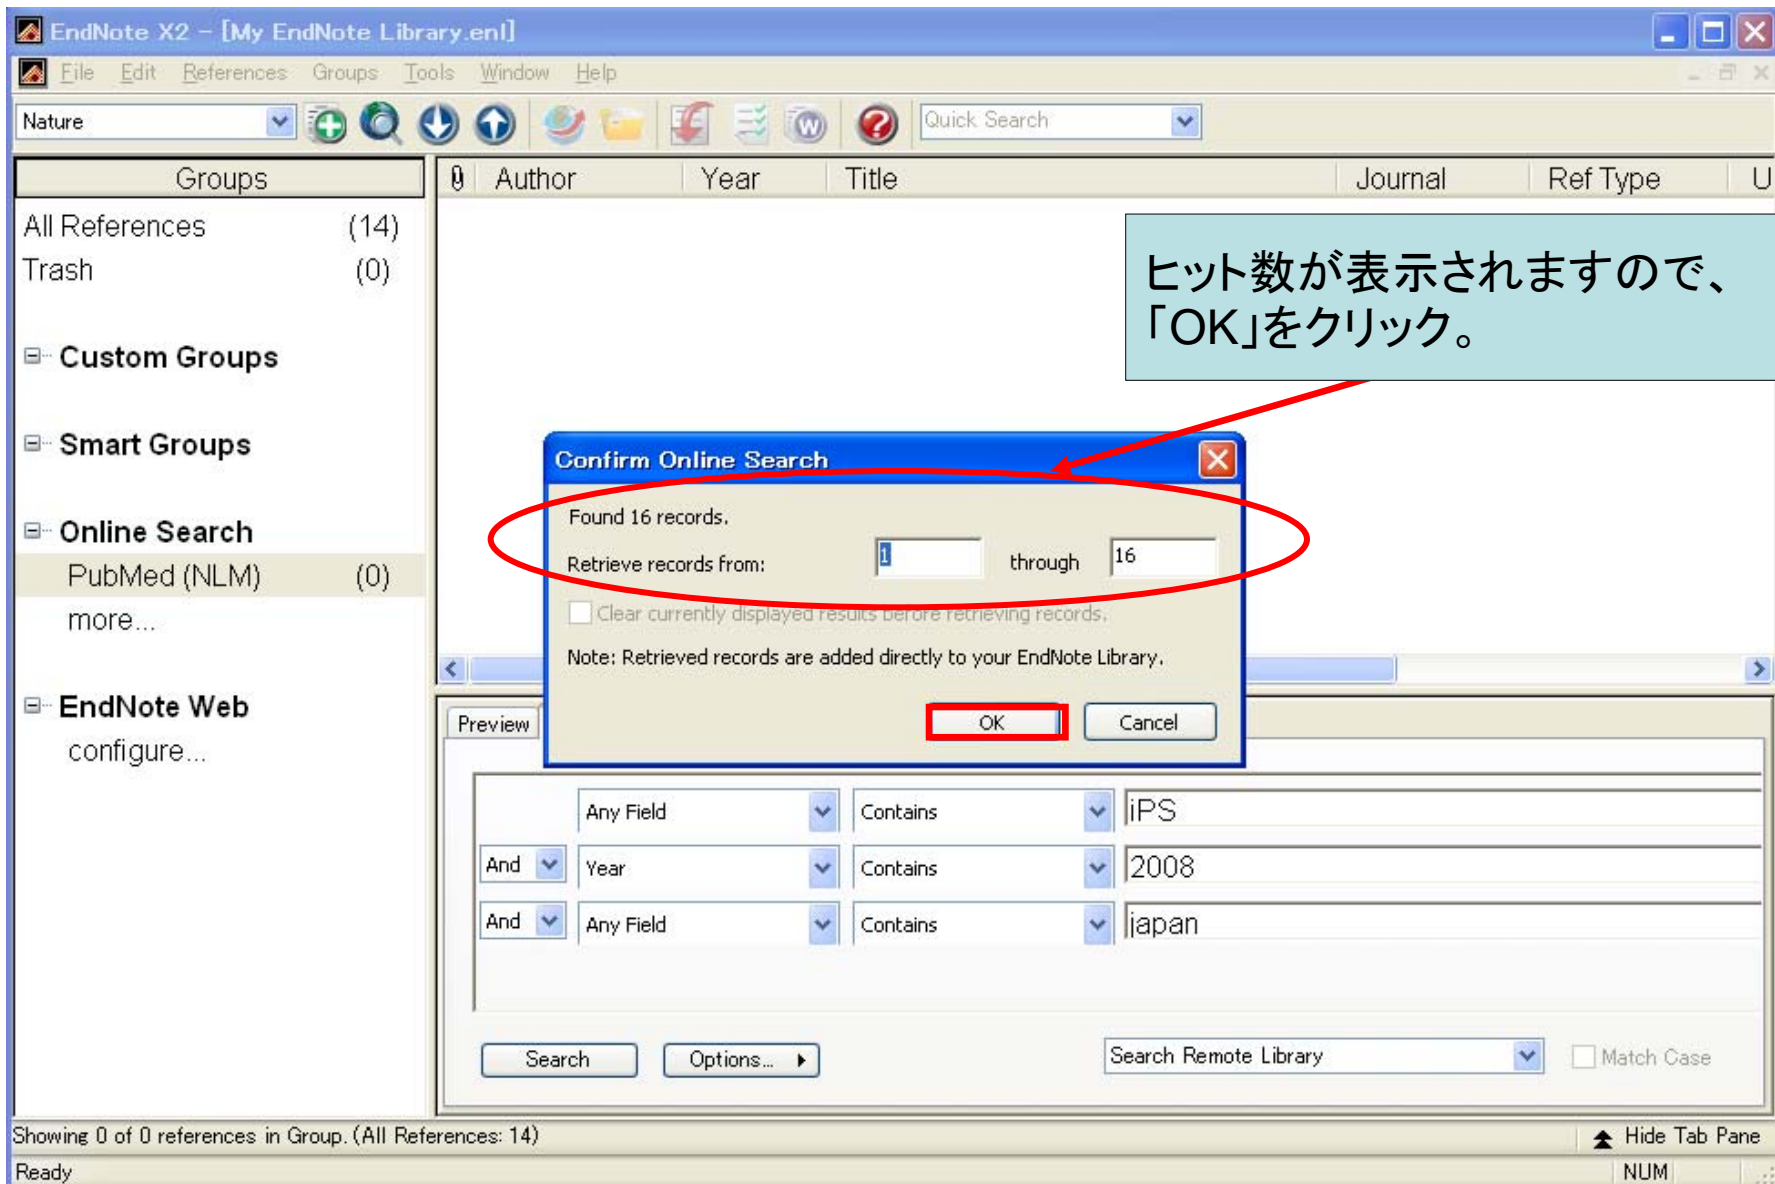 EndNote X2 - [My EndNote Library.enl]
File Edit References Groups Tools Window Help
Nature
Quick Search
Groups
Author Year Title Journal Ref Type U
All References (14)
Trash (0)
Custom Groups
Smart Groups
Online Search
PubMed (NLM) (0)
more...
EndNote Web
configure...
ヒット数が表示されますので、
「OK」をクリック。
Confirm Online Search
Found 16 records.
Retrieve records from: 1 through 16
Clear currently displayed results before retrieving records.
Note: Retrieved records are added directly to your EndNote Library.
OK Cancel
Preview
Any Field Contains iPS
And Year Contains 2008
And Any Field Contains japan
Search Options... Search Remote Library Match Case
Showing 0 of 0 references in Group. (All References: 14) Hide Tab Pane
Ready NUM